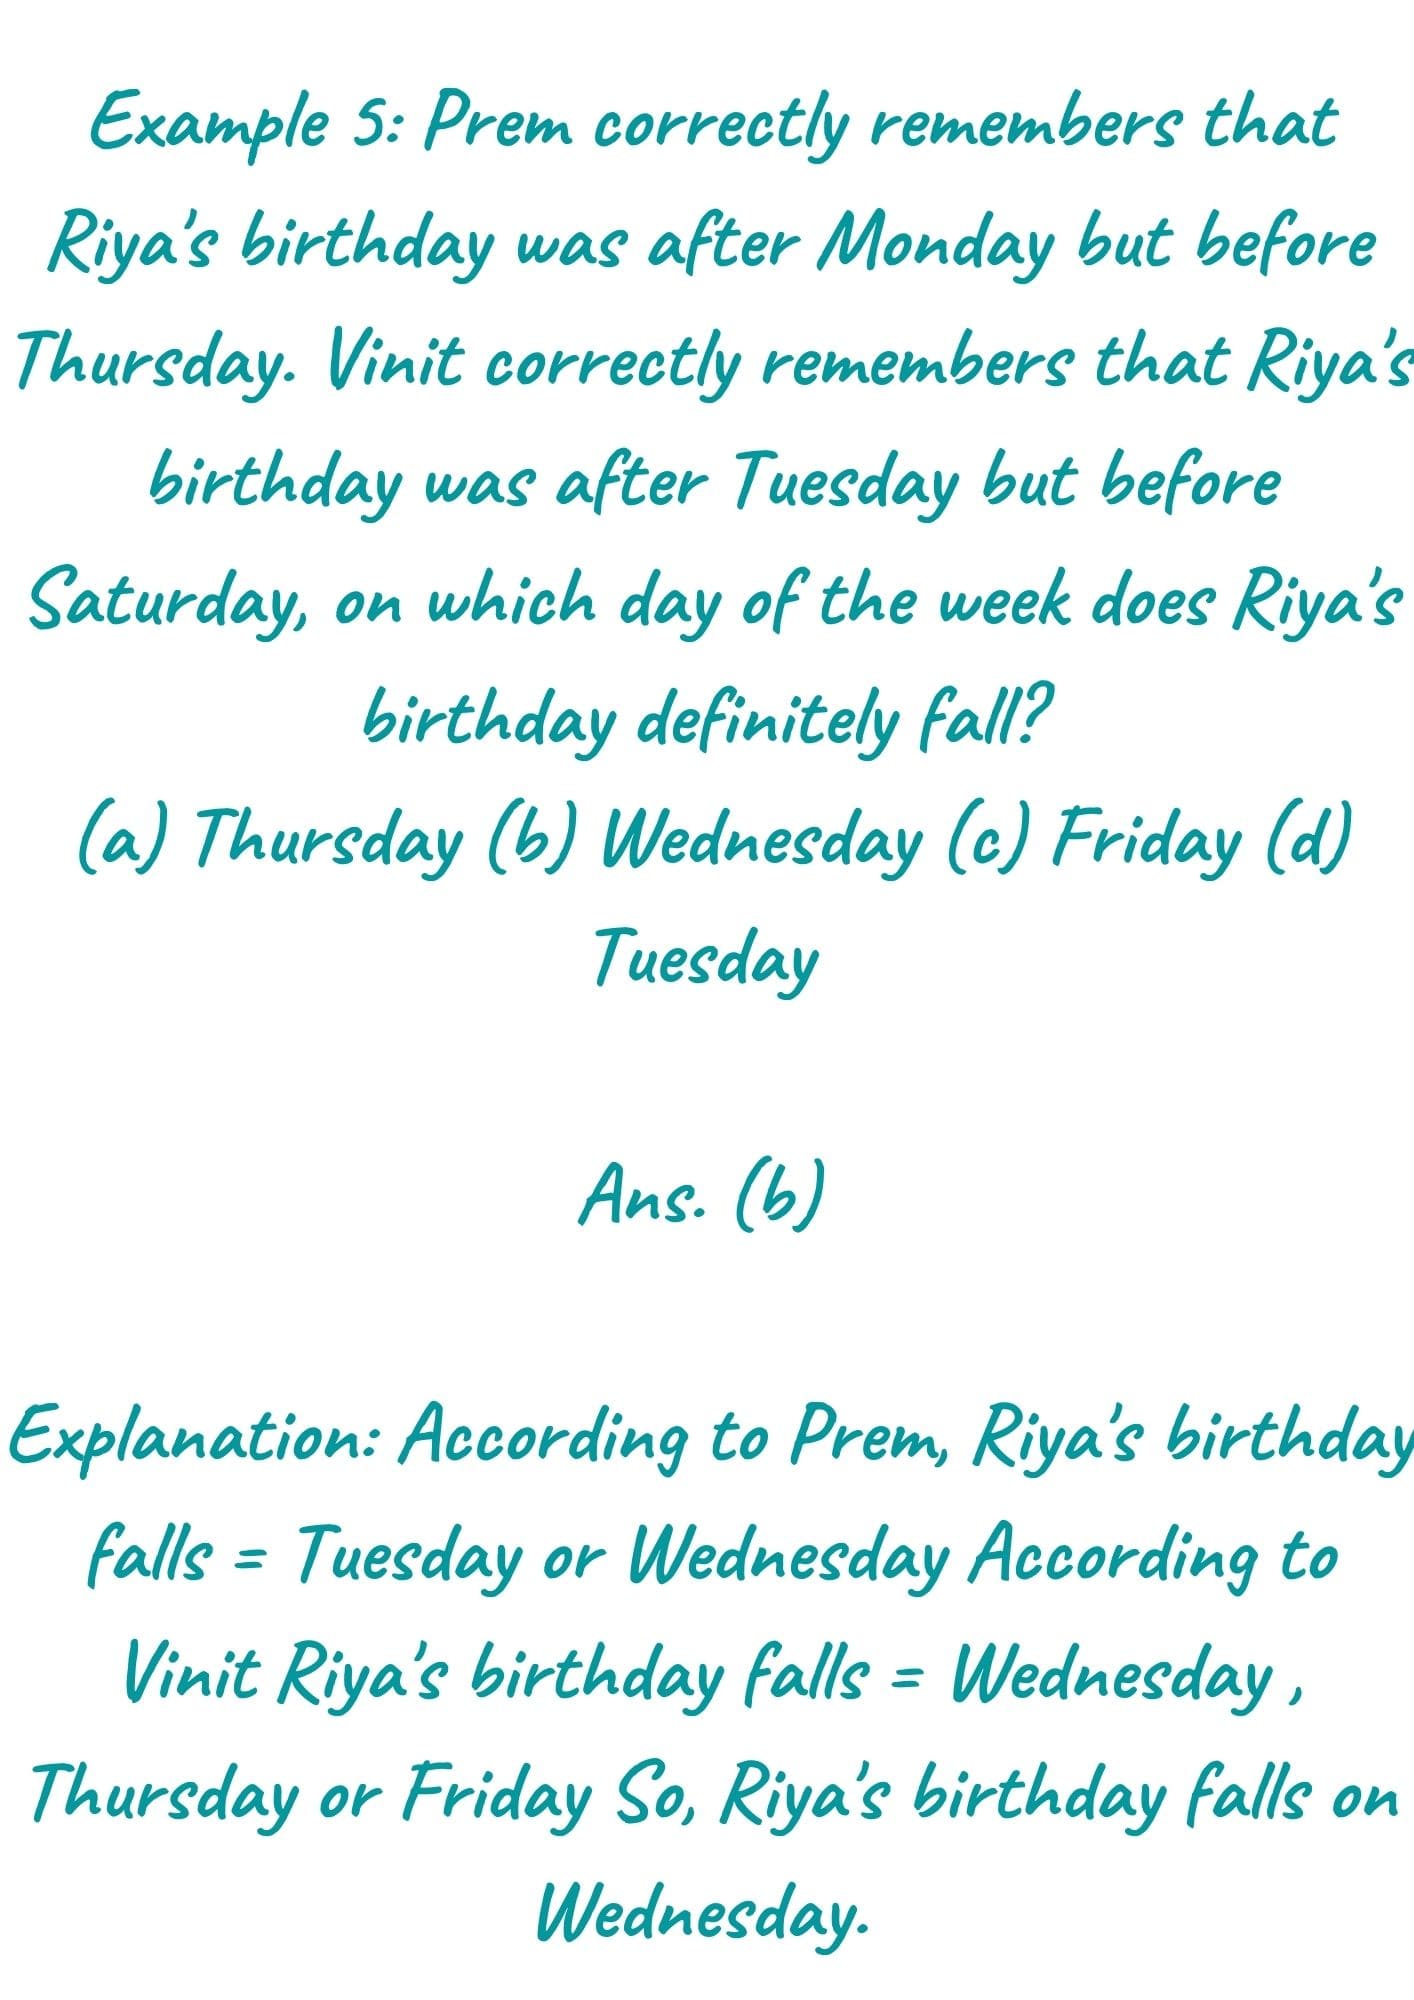 Example 5: Prem correctly remembers that
Riya's birthday was after Monday but before
Thursday. Vinit correctly remembers that Riya's
birthday was after Tuesday but before
Saturday, on which day of the week does Riya's
birthday definitely fall?
(a) Thursday (b) Wednesday (c) Friday (d)
Tuesday
Ans. (b)
Explanation: According to Prem, Riya's birthday
falls = Tuesday or Wednesday According to
Vinit Riya's birthday falls = Wednesday ,
Thursday or Friday So, Riya's birthday falls on
Wednesday.